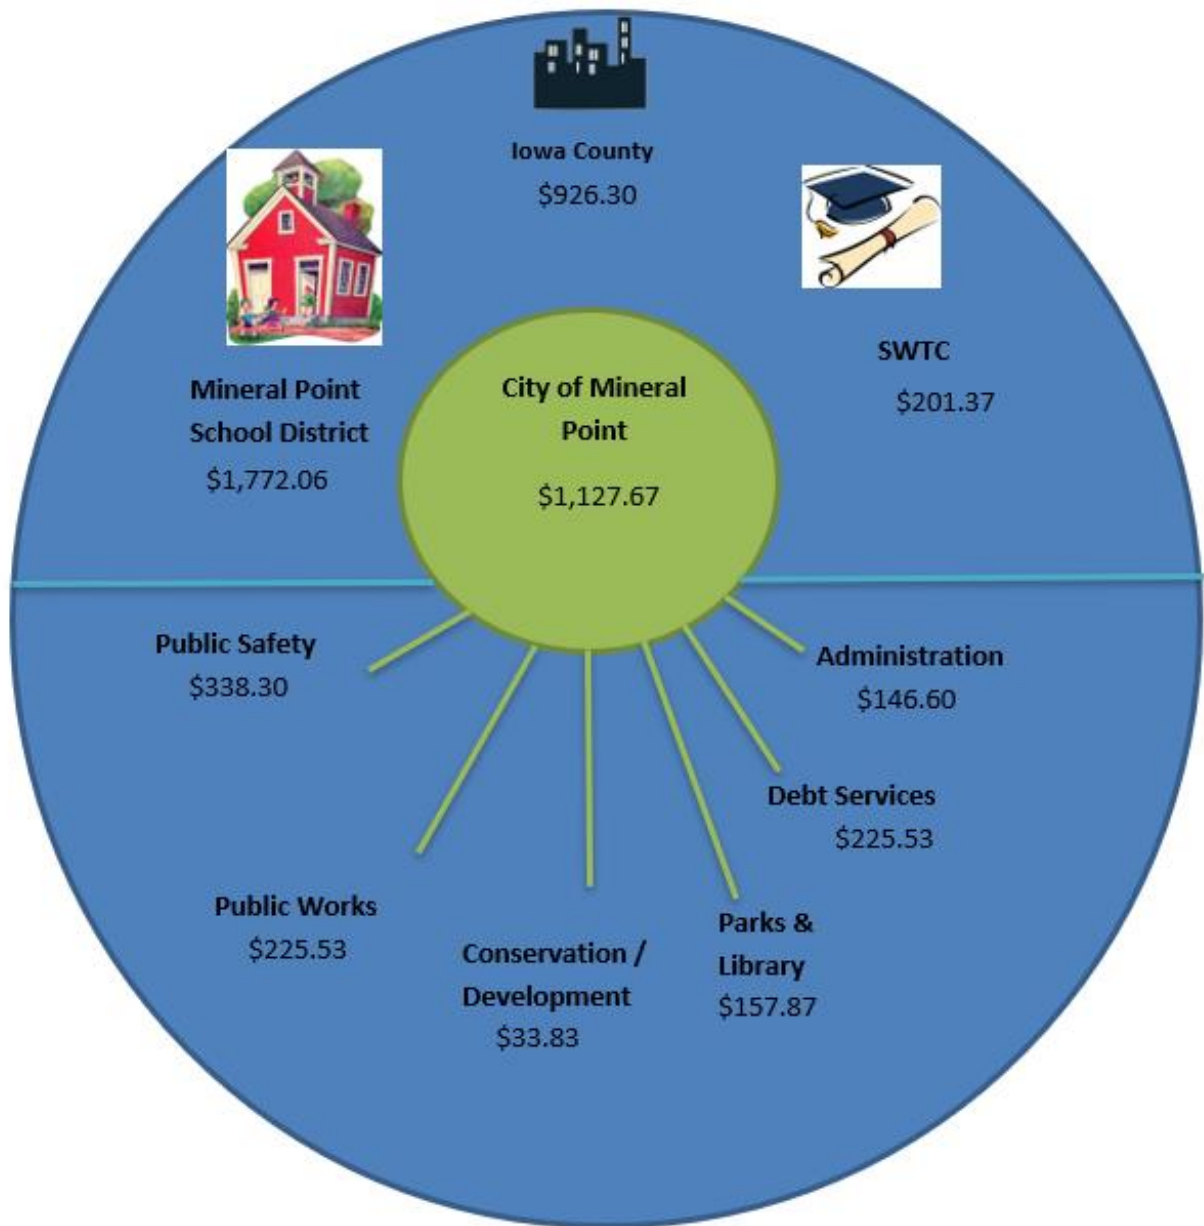 Iowa County
$926.30
Mineral Point
School District
$1,772.06
City of Mineral
Point
$1,127.67
SWTC
$201.37
Public Safety
$338.30
Administration
$146.60
Debt Services
$225.53
Public Works
$225.53
Conservation /
Development
$33.83
Parks &
Library
$157.87